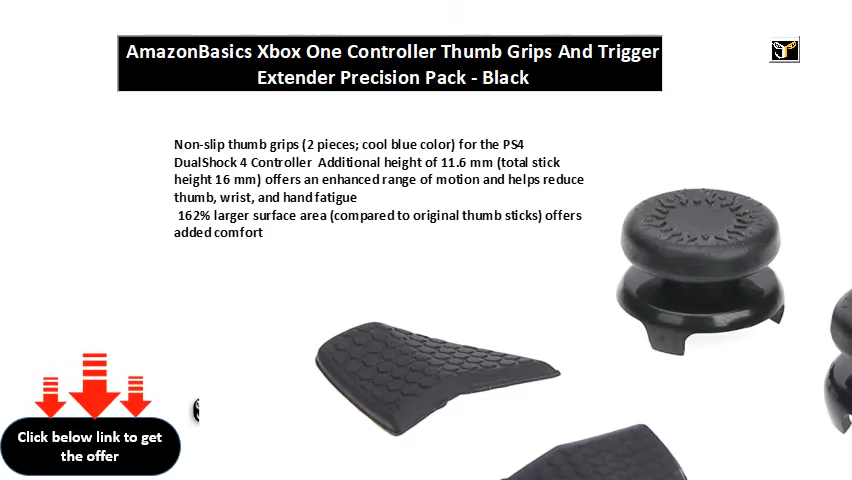 AmazonBasics Xbox One Controller Thumb Grips And Trigger
Extender Precision Pack - Black
Non-slip thumb grips (2 pieces; cool blue color) for the PS4
DualShock 4 Controller  Additional height of 11.6 mm (total stick
height 16 mm) offers an enhanced range of motion and helps reduce
thumb, wrist, and hand fatigue
162% larger surface area (compared to original thumb sticks) offers
added comfort
Click below link to get
the offer